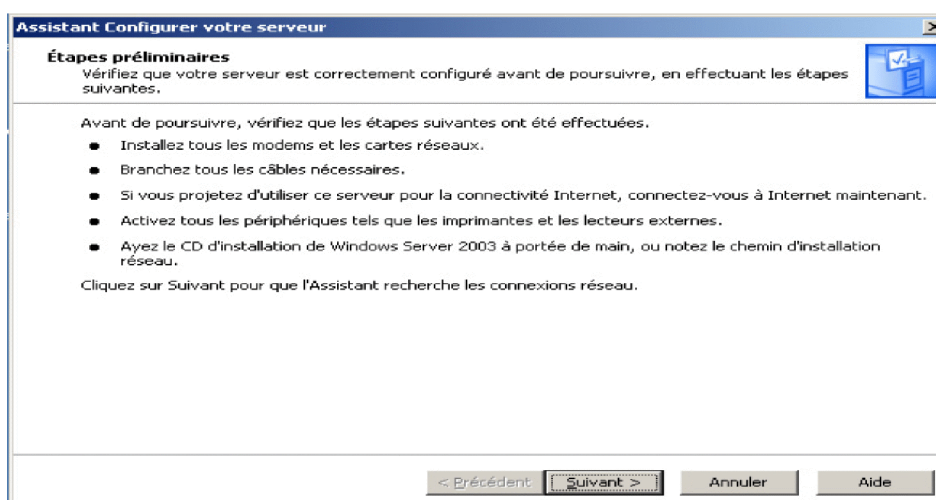 Assistant Configurer votre serveur
Étapes préliminaires
Vérifiez que votre serveur est correctement configuré avant de poursuivre, en effectuant les étapes
suivantes.
Avant de poursuivre, vérifiez que les étapes suivantes ont été effectuées.
Installez tous les modems et les cartes réseaux.
Branchez tous les câbles nécessaires.
Si vous projetez d'utiliser ce serveur pour la connectivité Internet, connectez-vous à Internet maintenant.
Activez tous les périphériques tels que les imprimantes et les lecteurs externes.
Ayez le CD d'installation de Windows Server 2003 à portée de main, ou notez le chemin d'installation
réseau.
Cliquez sur Suivant pour que l'Assistant recherche les connexions réseau.
< Précédent Suivant > Annuler Aide